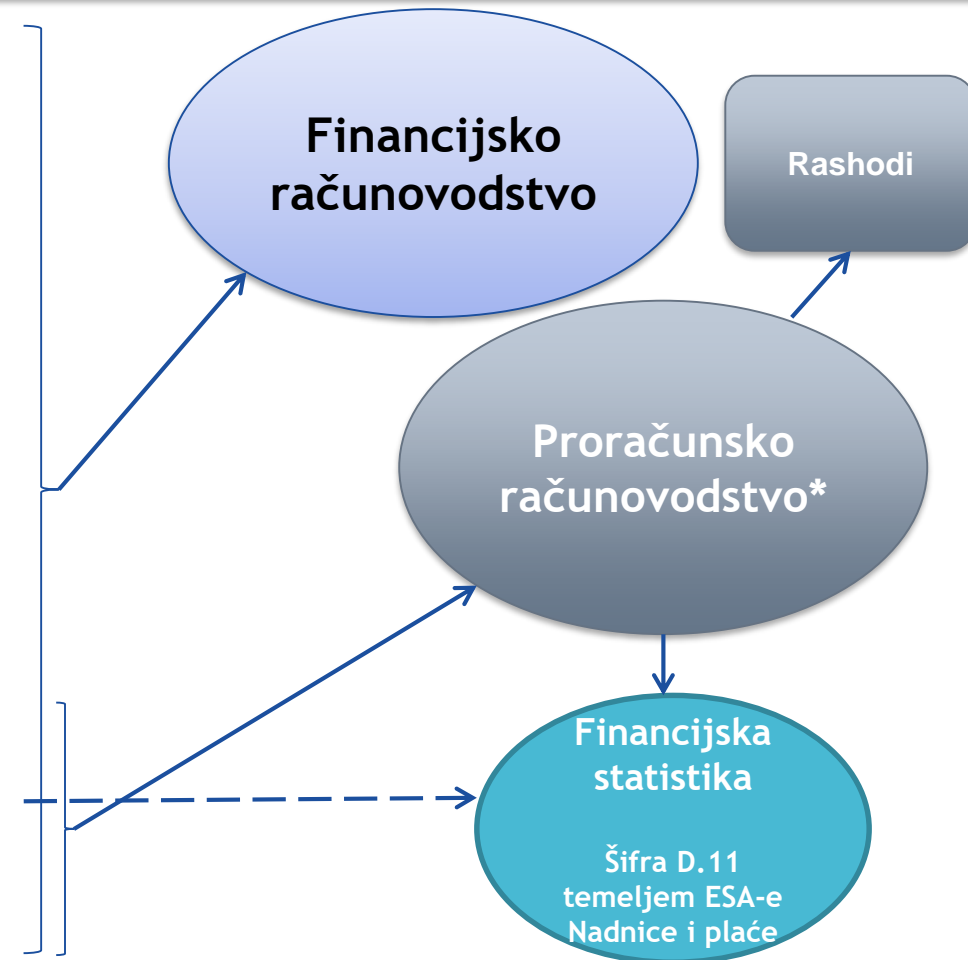 Financijsko
računovodstvo
Rashodi
Proračunsko
računovodstvo*
Financijska
statistika
Šifra D.11
temeljem ESA-e
Nadnice i plaće